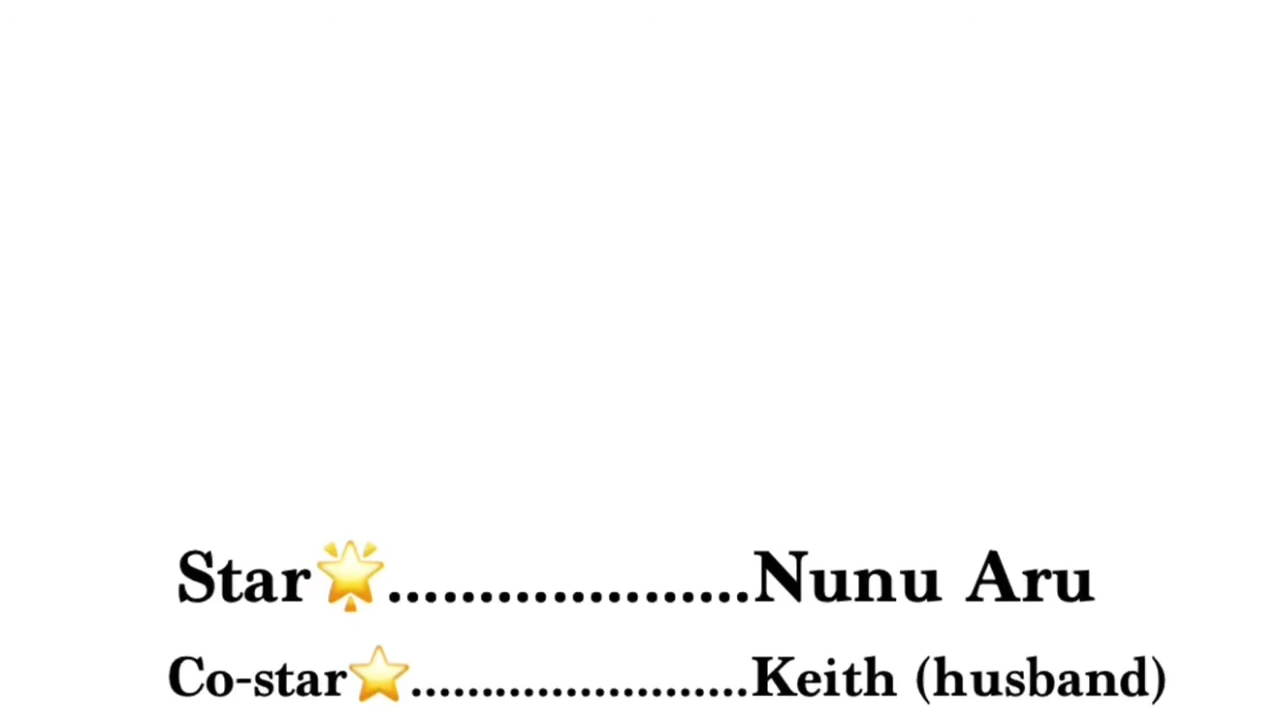 Star🌟....................Nunu Aru
Co-star⭐........................Keith (husband)